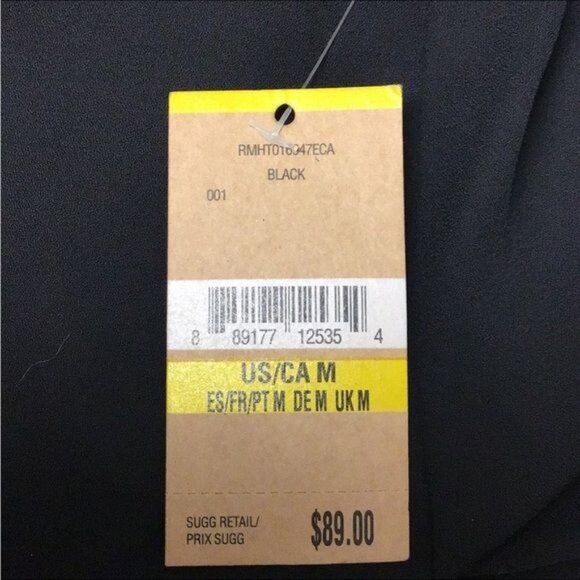 RMHT016947ECA
BLACK
001
8 89177 12535 4
US/CA M
ES/FR/PT M DE M UK M
SUGG RETAIL/
PRIX SUGG $89.00